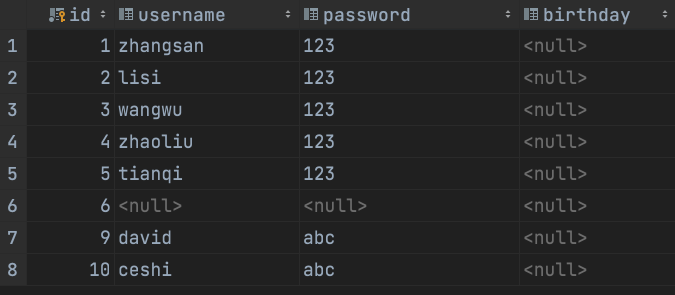 id username password birthday
1 1 zhangsan 123 <null>
2 2 lisi 123 <null>
3 3 wangwu 123 <null>
4 4 zhaoliu 123 <null>
5 5 tianqi 123 <null>
6 6 <null> <null> <null>
7 9 david abc <null>
8 10 ceshi abc <null>